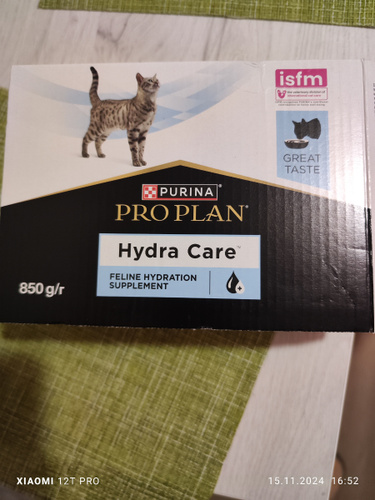 isfm
GREAT
TASTE
PURINA®
PRO PLAN®
Hydra Care™
FELINE HYDRATION
SUPPLEMENT
850 g/r
XIAOMI 12T PRO
15.11.2024 16:52